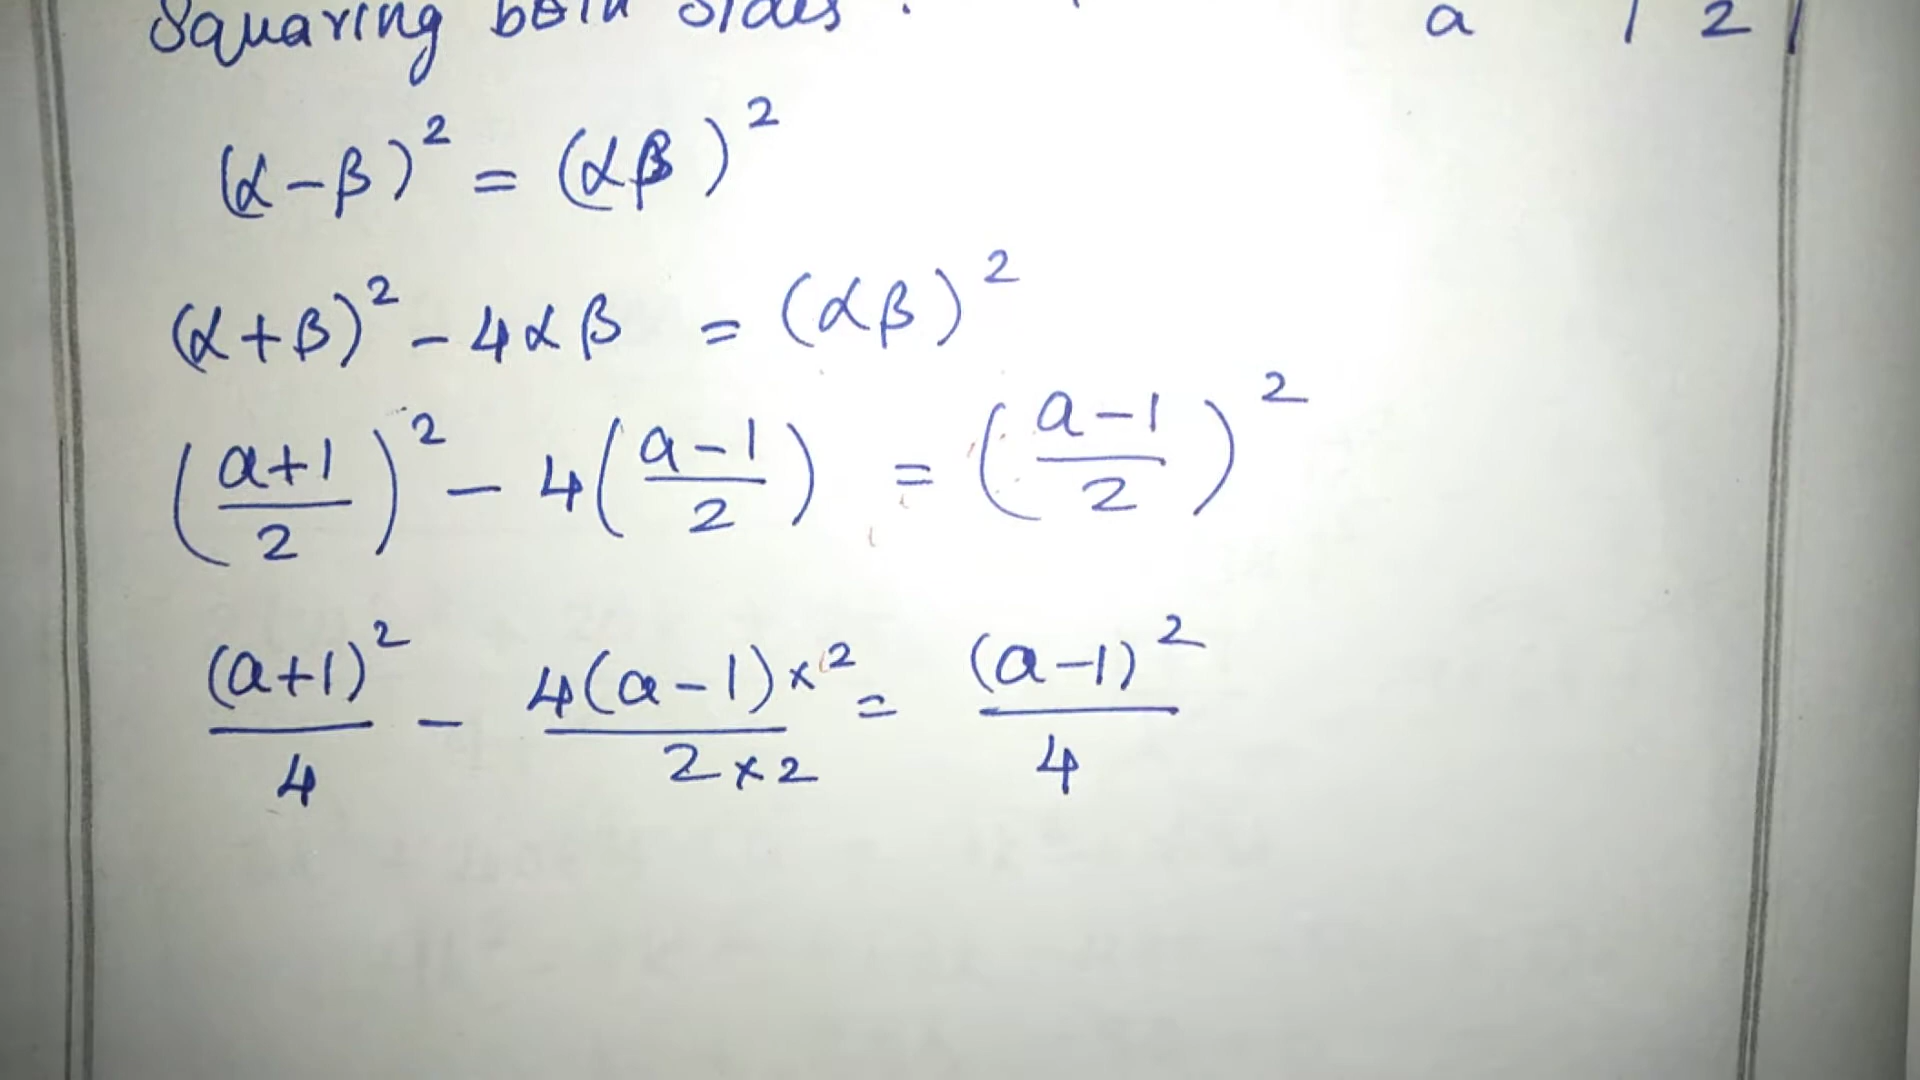 Squaring both sides . a | 2 |
(α-β)² = (αβ)²
(α+β)² - 4αβ = (αβ)²
((a+1)/2)² - 4((a-1)/2) = ((a-1)/2)²
(a+1)²/4 - 4(a-1)×2/2×2 = (a-1)²/4